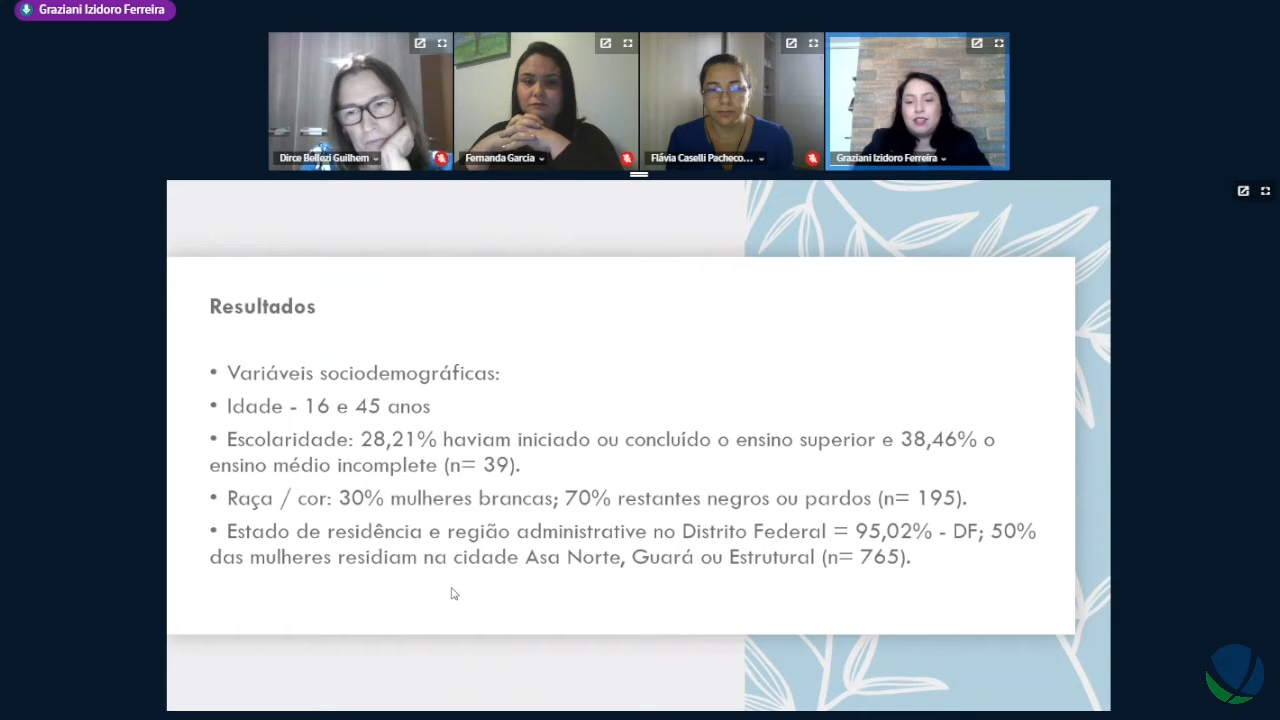 Graziani Izidoro Ferreira
Dirce Bellezi Guilhem
Fernanda Garcia
Flávia Caselli Pacheco...
Graziani Izidoro Ferreira
Resultados
• Variáveis sociodemográficas:
• Idade - 16 e 45 anos
• Escolaridade: 28,21% haviam iniciado ou concluído o ensino superior e 38,46% o
ensino médio incomplete (n= 39).
• Raça / cor: 30% mulheres brancas; 70% restantes negros ou pardos (n= 195).
• Estado de residência e região administrative no Distrito Federal = 95,02% - DF; 50%
das mulheres residiam na cidade Asa Norte, Guará ou Estrutural (n= 765).